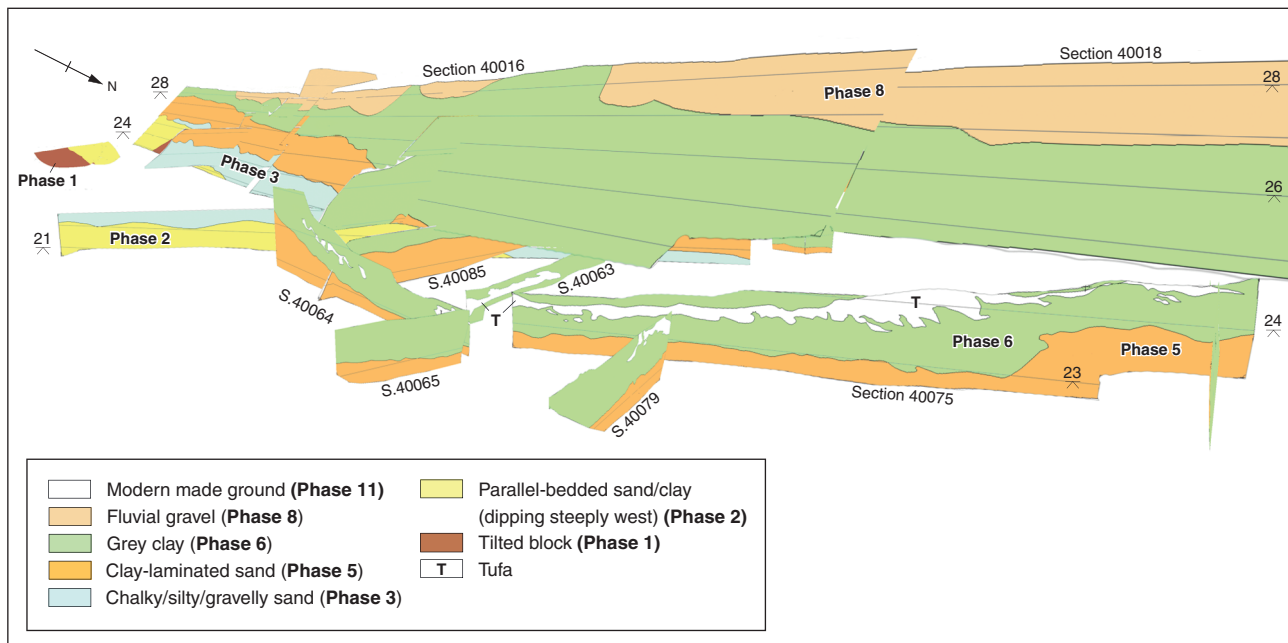 N
Section 40016
Section 40018
28
28
Phase 8
24
Phase 1
Phase 3
26
Phase 2
21
S.40085
S.40063
S.40064
T
T
24
Phase 6
Phase 5
S.40065
23
Section 40075
S.40079
Modern made ground (Phase 11)
Fluvial gravel (Phase 8)
Grey clay (Phase 6)
Clay-laminated sand (Phase 5)
Chalky/silty/gravelly sand (Phase 3)
Parallel-bedded sand/clay
(dipping steeply west) (Phase 2)
Tilted block (Phase 1)
T Tufa